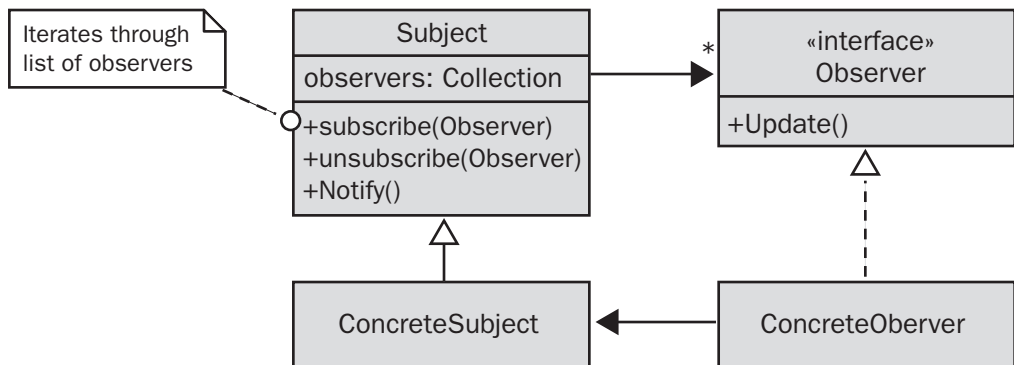 Iterates through
list of observers
Subject
observers: Collection
+subscribe(Observer)
+unsubscribe(Observer)
+Notify()
*
«interface»
Observer
+Update()
ConcreteSubject
ConcreteOberver